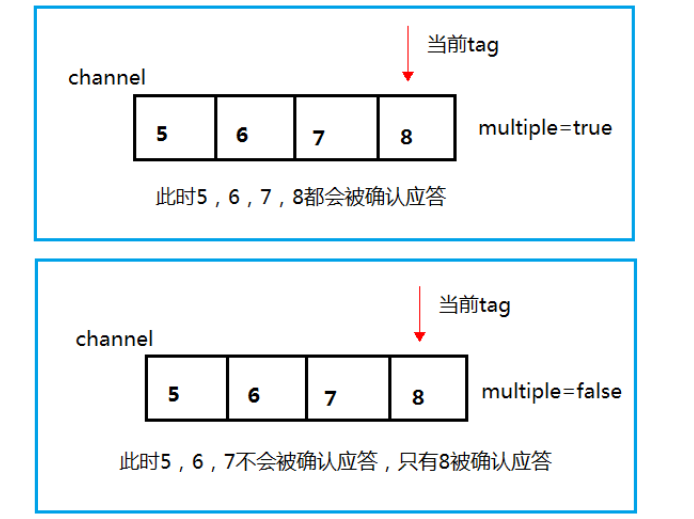 当前tag
channel
5 6 7 8 multiple=true
此时5，6，7，8都会被确认应答
当前tag
channel
5 6 7 8 multiple=false
此时5，6，7不会被确认应答，只有8被确认应答